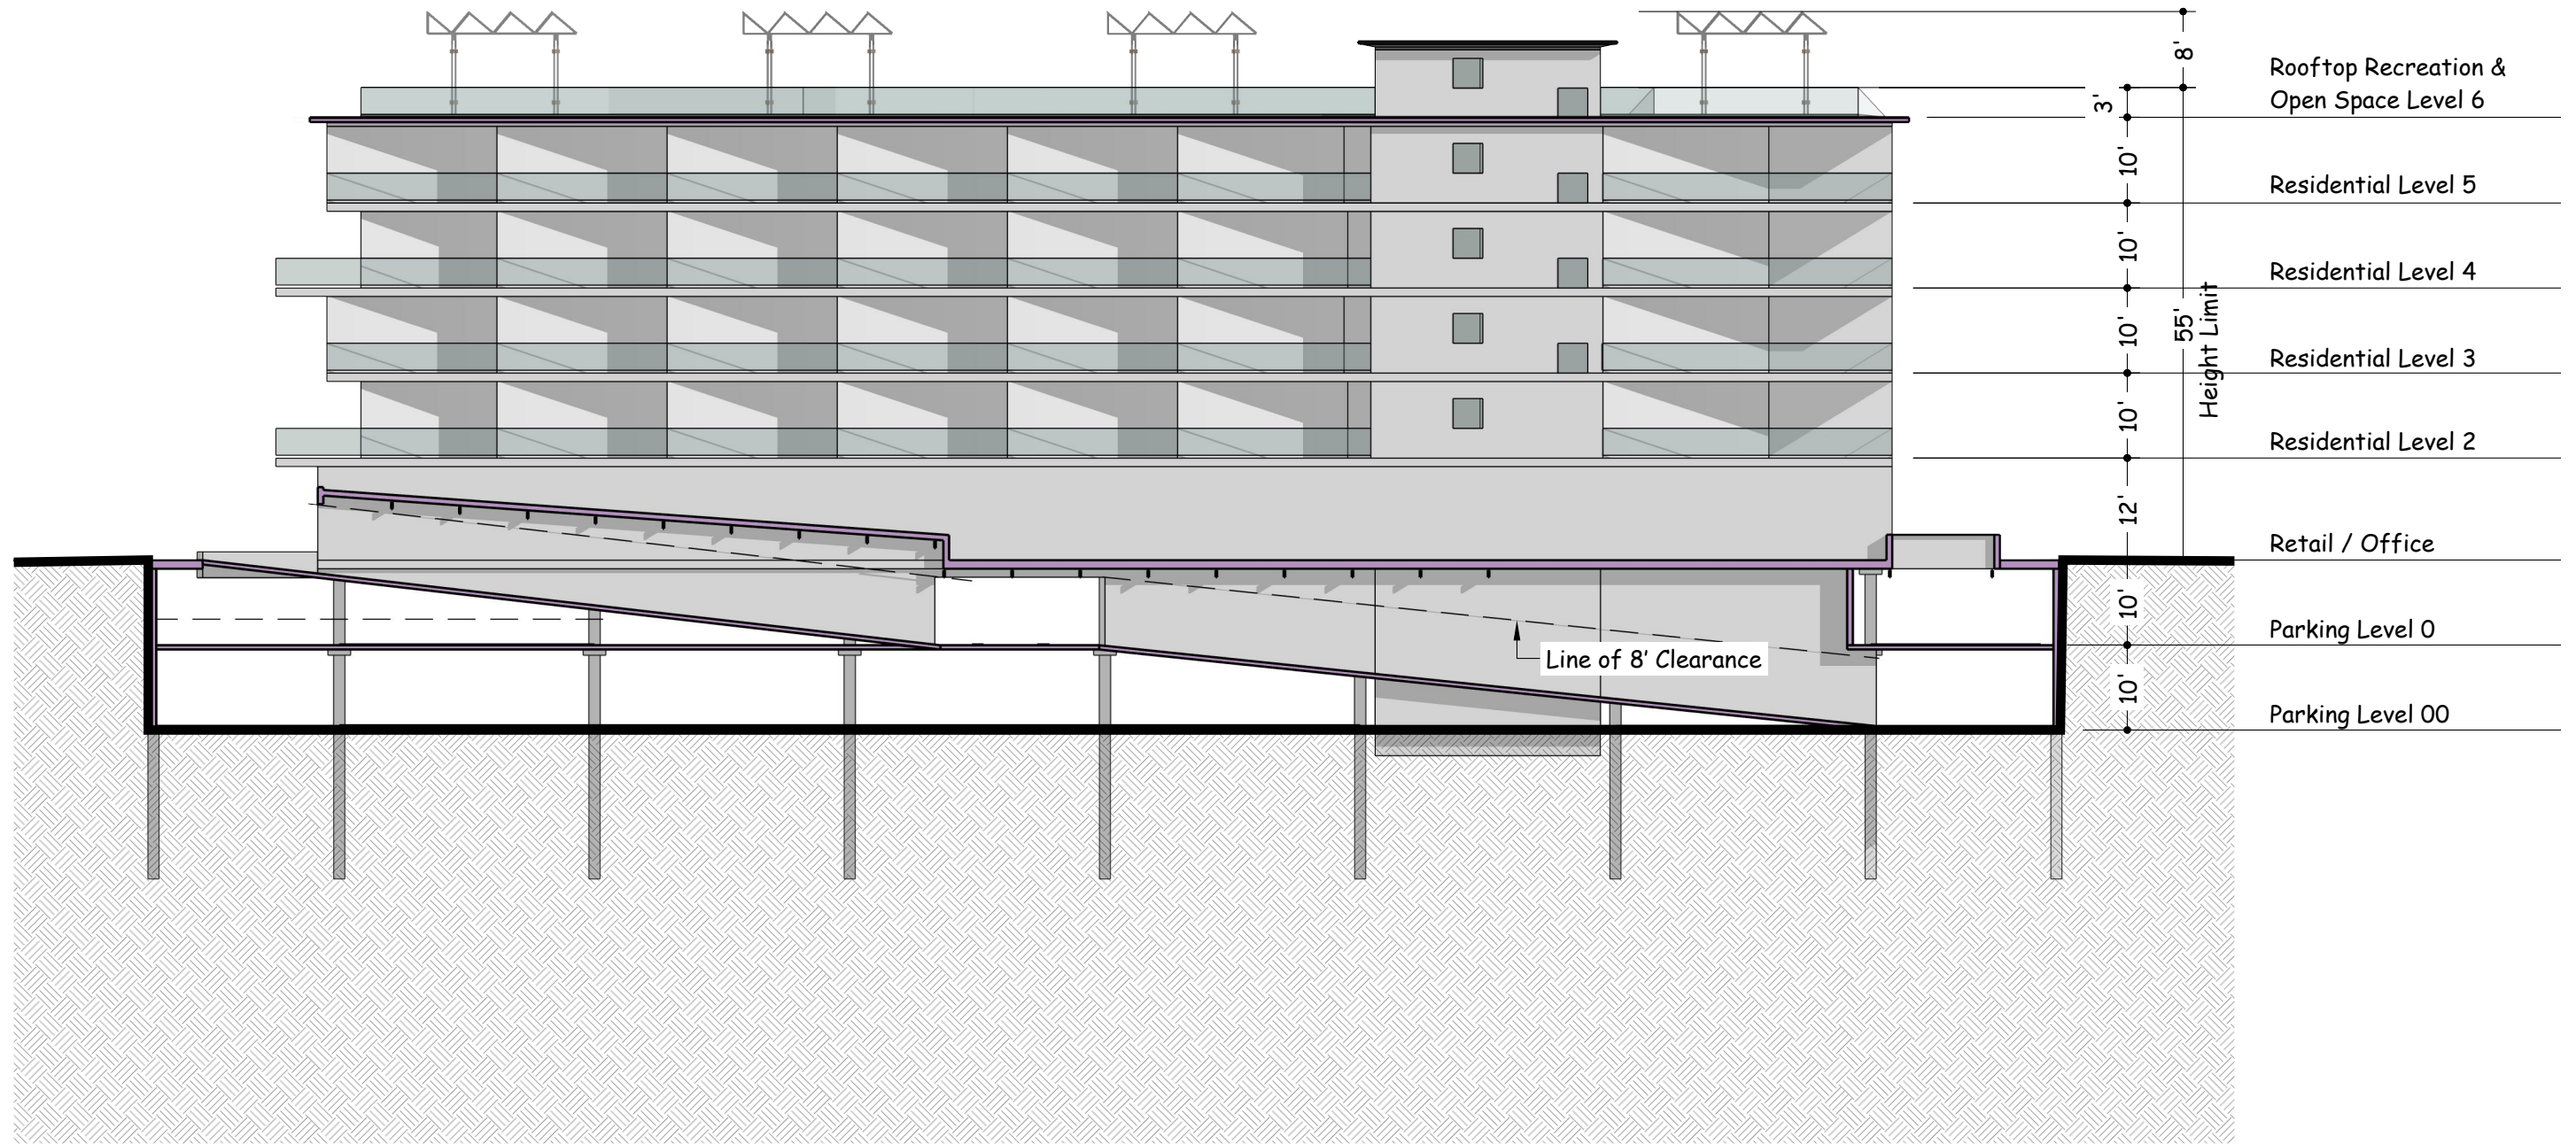 8'
Rooftop Recreation &
Open Space Level 6
3'
10'
Residential Level 5
10'
Residential Level 4
10'
55'
Height Limit
Residential Level 3
10'
Residential Level 2
12'
Retail / Office
10'
Parking Level 0
Line of 8' Clearance
10'
Parking Level 00